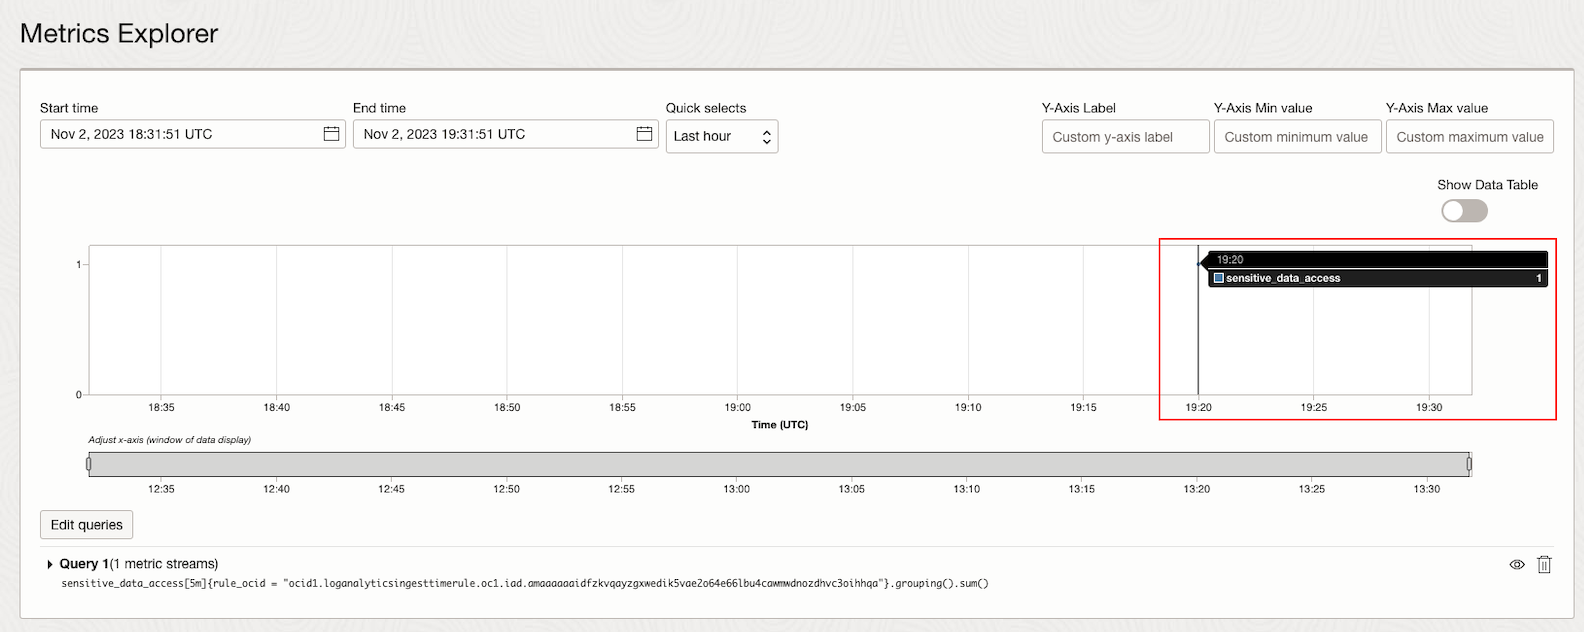 Metrics Explorer
Start time
End time
Quick selects
Y-Axis Label
Y-Axis Min value
Y-Axis Max value
Nov 2, 2023 18:31:51 UTC
Nov 2, 2023 19:31:51 UTC
Last hour
Custom y-axis label
Custom minimum value
Custom maximum value
Show Data Table
1
19:20
sensitive_data_access 1
0
18:35 18:40 18:45 18:50 18:55 19:00 19:05 19:10 19:15 19:20 19:25 19:30
Time (UTC)
Adjust x-axis (window of data display)
12:35 12:40 12:45 12:50 12:55 13:00 13:05 13:10 13:15 13:20 13:25 13:30
Edit queries
Query 1(1 metric streams)
sensitive_data_access[5m]{rule_ocid = "ocid1.loganalyticsingesttimerule.oc1.iad.amaaaaaaidfzkvqayzgxwedik5vae2o64e66lbu4cawmwdnozdhvc3oihhqa"}.grouping().sum()